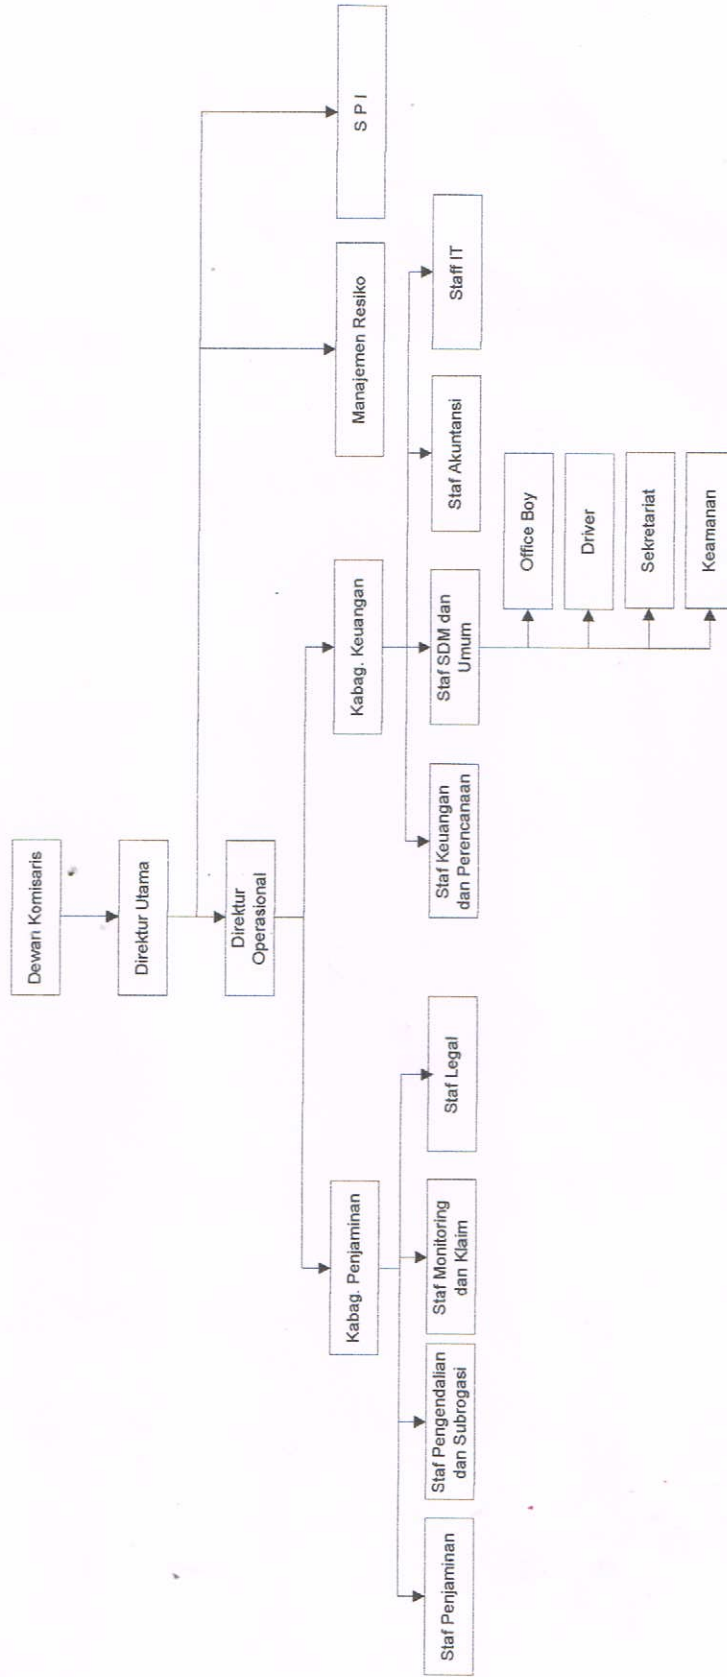 Dewan Komisaris
Direktur Utama
Direktur
Operasional
Kabag. Penjaminan
Kabag. Keuangan
Manajemen Resiko
S P I
Staf Penjaminan
Staf Pengendalian
dan Subrogasi
Staf Monitoring
dan Klaim
Staf Legal
Staf Keuangan
dan Perencanaan
Staf SDM dan
Umum
Staf Akuntansi
Staff IT
Office Boy
Driver
Sekretariat
Keamanan